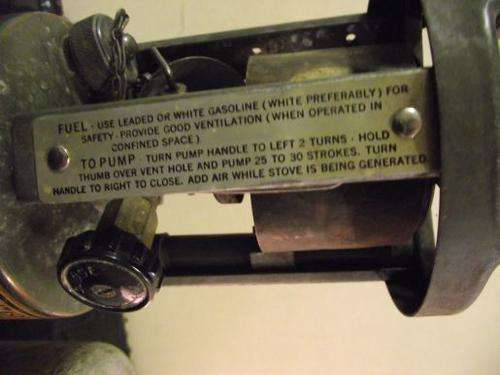 FUEL - USE LEADED OR WHITE GASOLINE (WHITE PREFERABLY) FOR
SAFETY - PROVIDE GOOD VENTILATION (WHEN OPERATED IN
CONFINED SPACE)
TO PUMP - TURN PUMP HANDLE TO LEFT 2 TURNS - HOLD
THUMB OVER VENT HOLE AND PUMP 25 TO 30 STROKES. TURN
HANDLE TO RIGHT TO CLOSE. ADD AIR WHILE STOVE IS BEING GENERATED